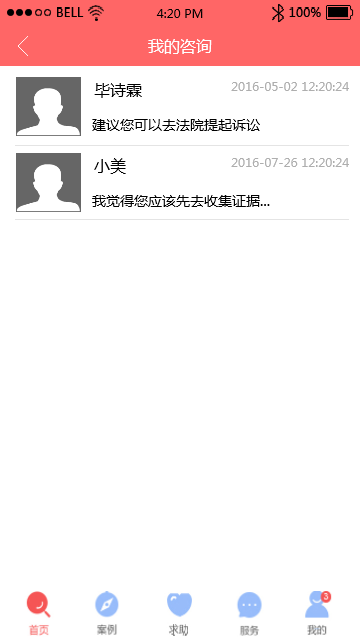 BELL 4:20 PM 100%
我的咨询
毕诗霖 2016-05-02 12:20:24
建议您可以去法院提起诉讼
小美 2016-07-26 12:20:24
我觉得您应该先去收集证据...
3
首页 案例 求助 服务 我的